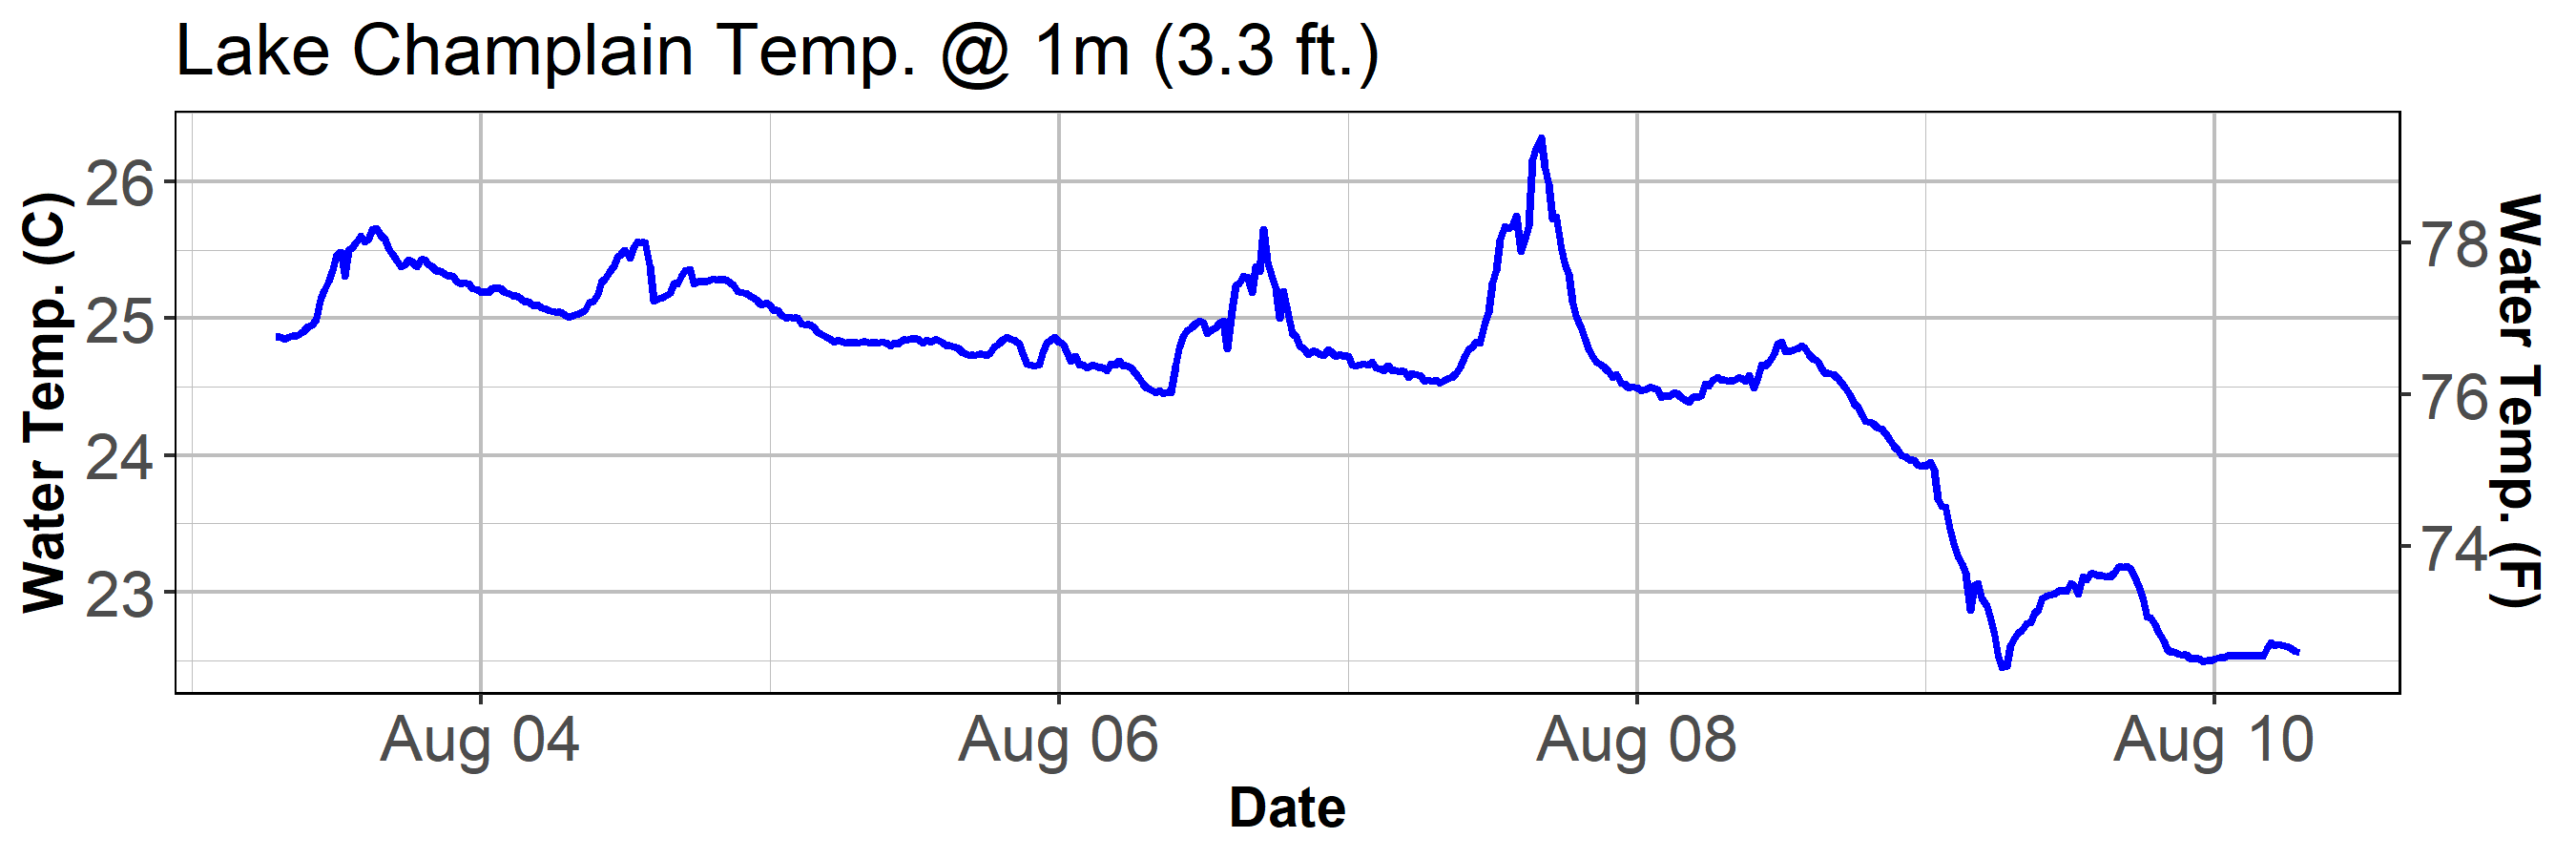 Lake Champlain Temp. @ 1m (3.3 ft.)
Water Temp. (C)
26
25
24
23
78
76
74
Water Temp. (F)
Aug 04
Aug 06
Aug 08
Aug 10
Date